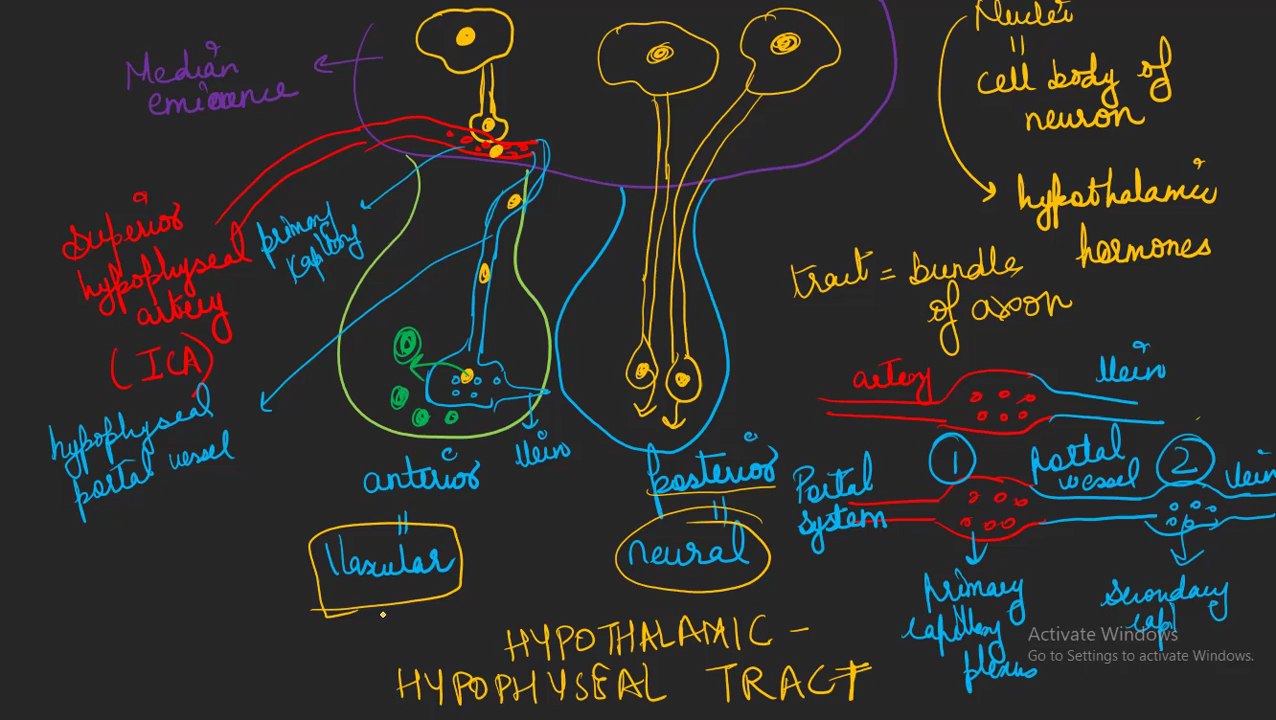 Median
eminence
Superior
hypophyseal
artery
(ICA)
primary
capillary
hypophyseal
portal vessel
anterior
=
Vascular
vein
posterior
=
neural
Nuclei
=
cell body of
neuron
hypothalamic
hormones
tract = bundle
of axon
artery
vein
Portal
system
1
Portal
vessel
2
vein
primary
capillary
plexus
secondary
cap
HYPOTHALAMIC -
HYPOPHYSEAL TRACT
Activate Windows
Go to Settings to activate Windows.